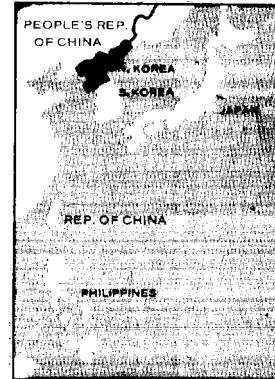 PEOPLE'S REP.
OF CHINA
N. KOREA
S. KOREA
JAPAN
REP. OF CHINA
PHILIPPINES